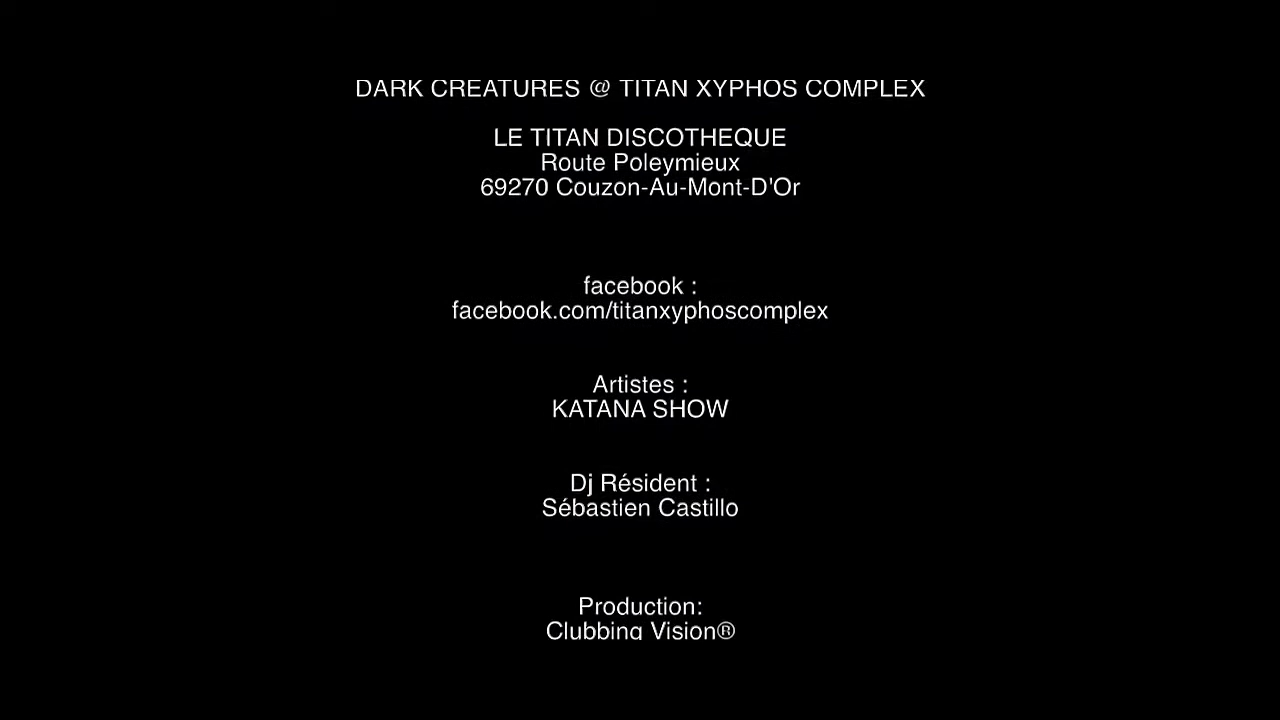 DARK CREATURES @ TITAN XYPHOS COMPLEX
LE TITAN DISCOTHEQUE
Route Poleymieux
69270 Couzon-Au-Mont-D'Or
facebook :
facebook.com/titanxyphoscomplex
Artistes :
KATANA SHOW
Dj Résident :
Sébastien Castillo
Production:
Clubbing Vision®